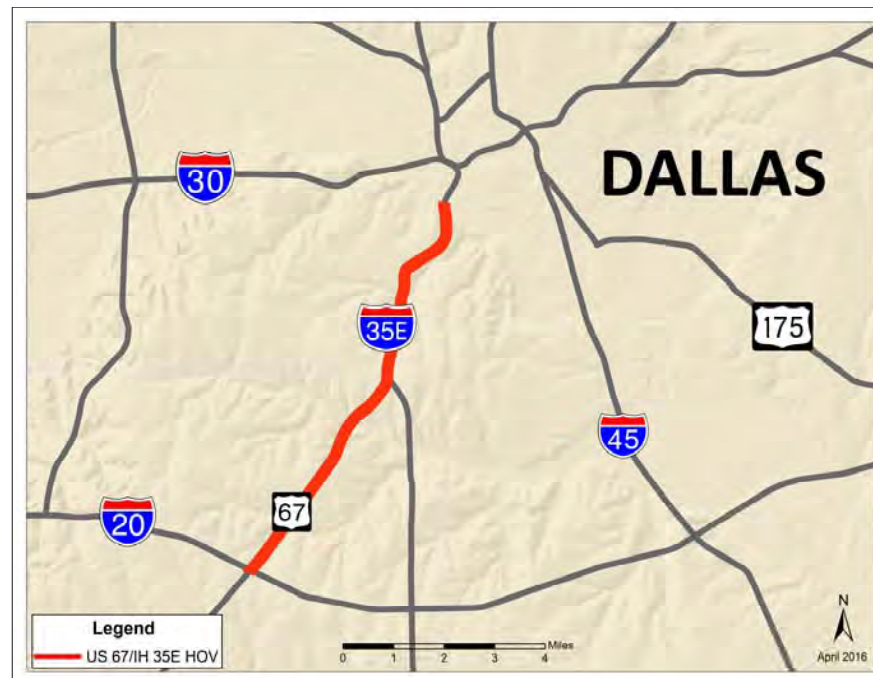 DALLAS
30
35E
175
45
67
20
Legend
US 67/IH 35E HOV
Miles
0 1 2 3 4
N
April 2016